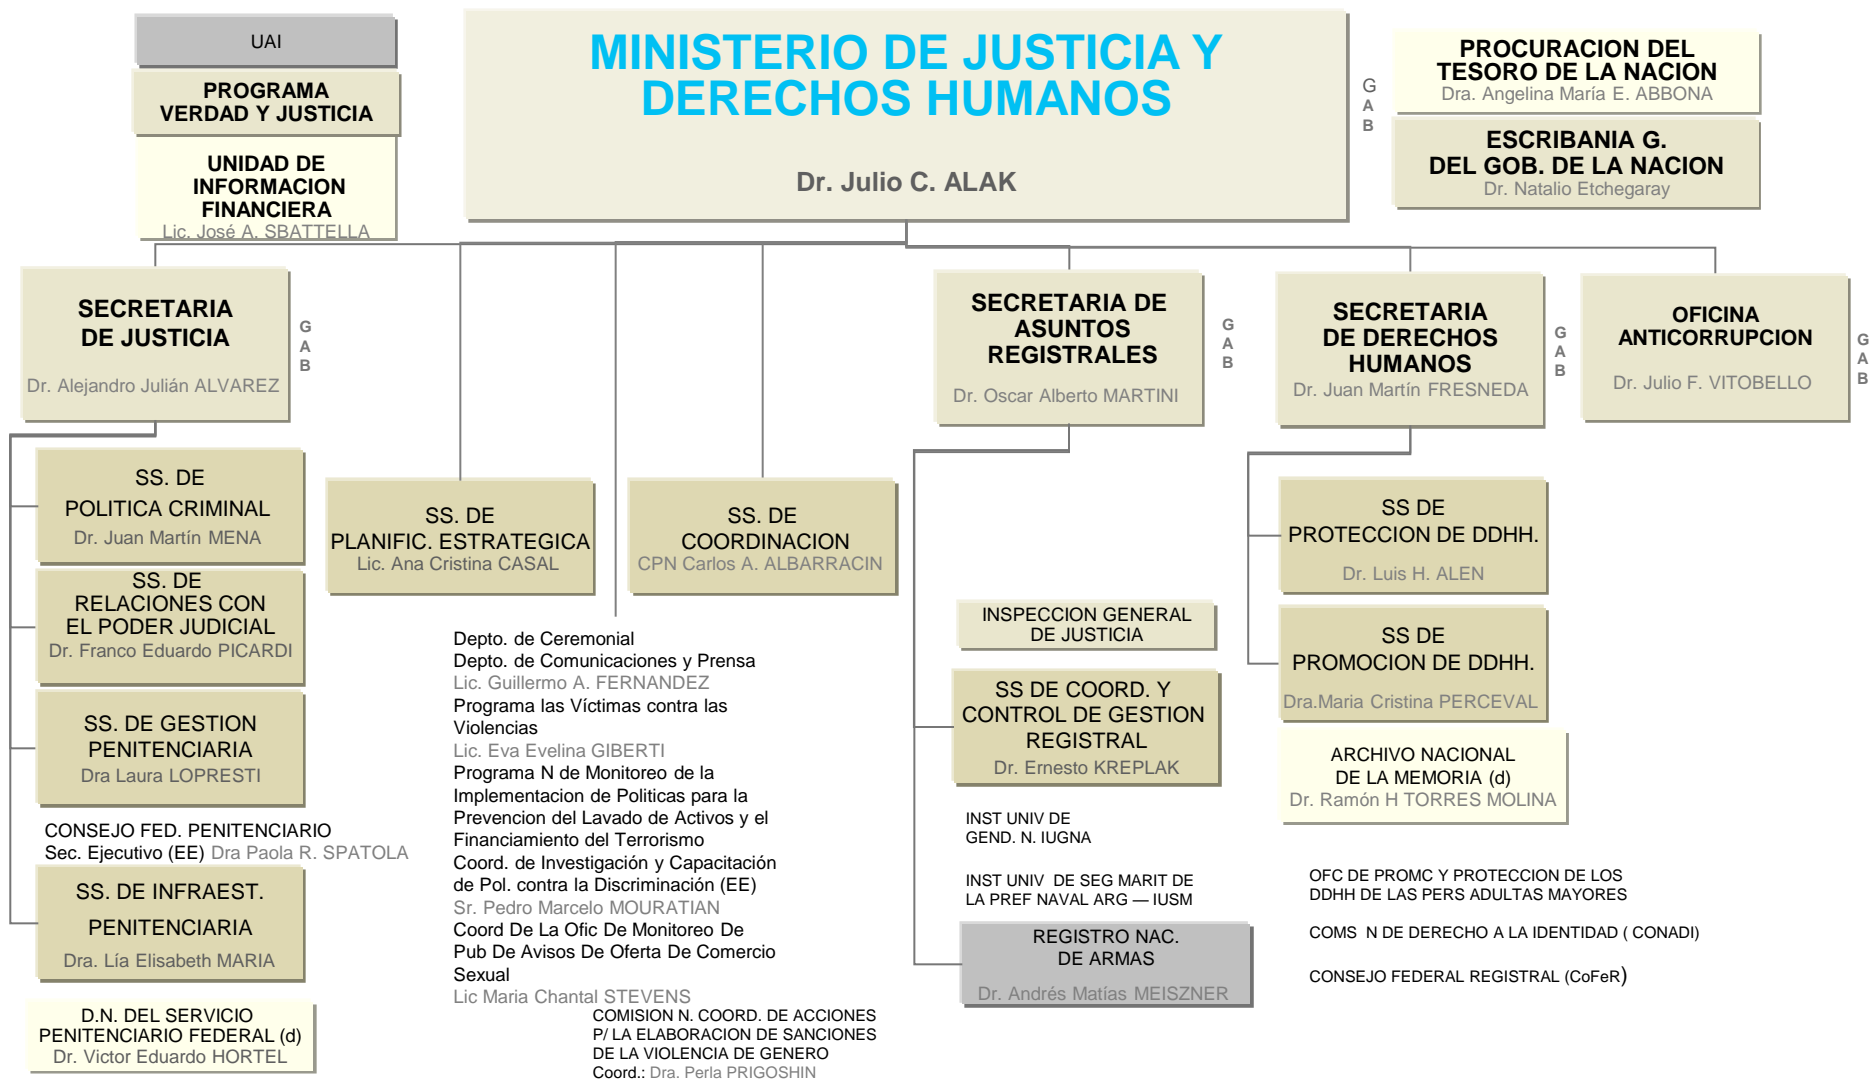 UAI
PROGRAMA
VERDAD Y JUSTICIA
UNIDAD DE
INFORMACION
FINANCIERA
Lic. José A. SBATTELLA
MINISTERIO DE JUSTICIA Y
DERECHOS HUMANOS
Dr. Julio C. ALAK
G
A
B
PROCURACION DEL
TESORO DE LA NACION
Dra. Angelina María E. ABBONA
ESCRIBANIA G.
DEL GOB. DE LA NACION
Dr. Natalio Etchegaray
SECRETARIA
DE JUSTICIA
Dr. Alejandro Julián ALVAREZ
G
A
B
SECRETARIA DE
ASUNTOS
REGISTRALES
Dr. Oscar Alberto MARTINI
G
A
B
SECRETARIA
DE DERECHOS
HUMANOS
Dr. Juan Martín FRESNEDA
G
A
B
OFICINA
ANTICORRUPCION
Dr. Julio F. VITOBELLO
G
A
B
SS. DE
POLITICA CRIMINAL
Dr. Juan Martín MENA
SS. DE
RELACIONES CON
EL PODER JUDICIAL
Dr. Franco Eduardo PICARDI
SS. DE GESTION
PENITENCIARIA
Dra Laura LOPRESTI
CONSEJO FED. PENITENCIARIO
Sec. Ejecutivo (EE) Dra Paola R. SPATOLA
SS. DE INFRAEST.
PENITENCIARIA
Dra. Lía Elisabeth MARIA
D.N. DEL SERVICIO
PENITENCIARIO FEDERAL (d)
Dr. Victor Eduardo HORTEL
SS. DE
PLANIFIC. ESTRATEGICA
Lic. Ana Cristina CASAL
SS. DE
COORDINACION
CPN Carlos A. ALBARRACIN
Depto. de Ceremonial
Depto. de Comunicaciones y Prensa
Lic. Guillermo A. FERNANDEZ
Programa las Víctimas contra las
Violencias
Lic. Eva Evelina GIBERTI
Programa N de Monitoreo de la
Implementacion de Politicas para la
Prevencion del Lavado de Activos y el
Financiamiento del Terrorismo
Coord. de Investigación y Capacitación
de Pol. contra la Discriminación (EE)
Sr. Pedro Marcelo MOURATIAN
Coord De La Ofic De Monitoreo De
Pub De Avisos De Oferta De Comercio
Sexual
Lic Maria Chantal STEVENS
COMISION N. COORD. DE ACCIONES
P/ LA ELABORACION DE SANCIONES
DE LA VIOLENCIA DE GENERO
Coord.: Dra. Perla PRIGOSHIN
INSPECCION GENERAL
DE JUSTICIA
SS DE COORD. Y
CONTROL DE GESTION
REGISTRAL
Dr. Ernesto KREPLAK
INST UNIV DE
GEND. N. IUGNA
INST UNIV  DE SEG MARIT DE
LA PREF NAVAL ARG — IUSM
REGISTRO NAC.
DE ARMAS
Dr. Andrés Matías MEISZNER
SS DE
PROTECCION DE DDHH.
Dr. Luis H. ALEN
SS DE
PROMOCION DE DDHH.
Dra.Maria Cristina PERCEVAL
ARCHIVO NACIONAL
DE LA MEMORIA (d)
Dr. Ramón H TORRES MOLINA
OFC DE PROMC Y PROTECCION DE LOS
DDHH DE LAS PERS ADULTAS MAYORES
COMS  N DE DERECHO A LA IDENTIDAD ( CONADI)
CONSEJO FEDERAL REGISTRAL (CoFeR)